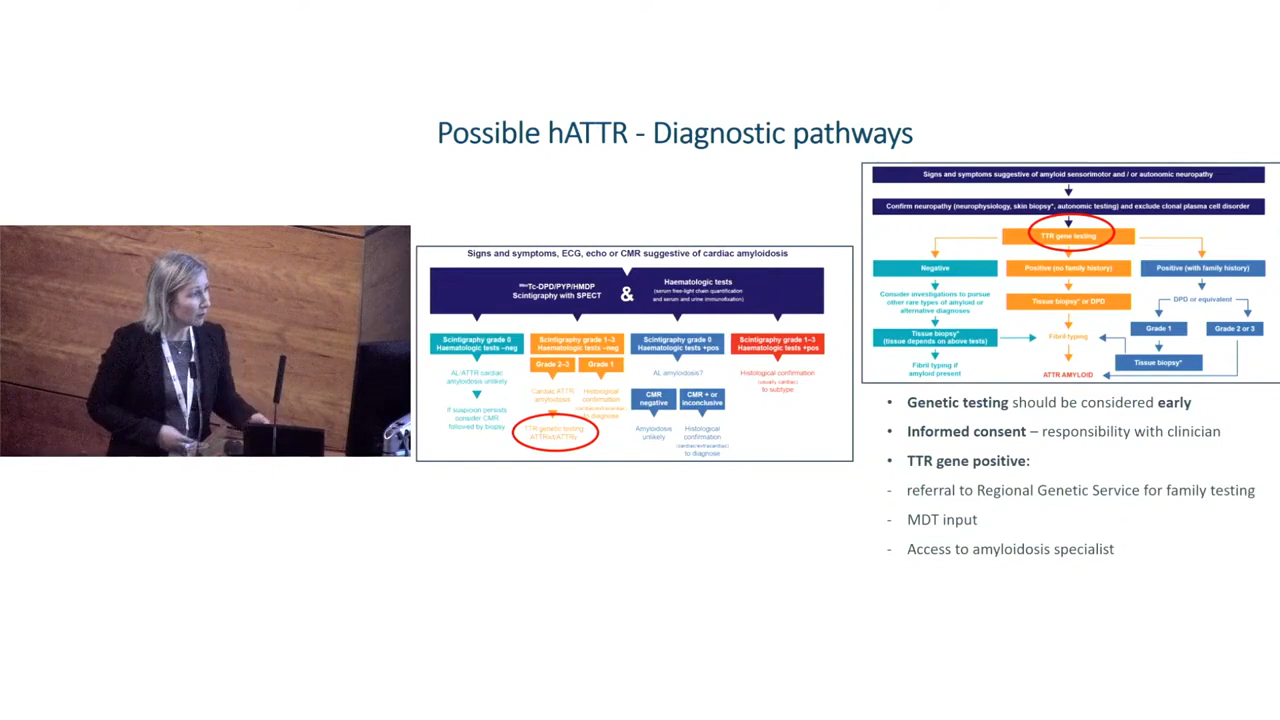 Possible hATTR - Diagnostic pathways
Signs and symptoms, ECG, echo or CMR suggestive of cardiac amyloidosis
Tc-DPD/PYP/HMDP
Scintigraphy with SPECT
&
Haematologic tests
(serum free-light chain quantification
and serum and urine immunofixation)
Scintigraphy grade 0
Haematologic tests –neg
Scintigraphy grade 1–3
Haematologic tests –neg
Scintigraphy grade 0
Haematologic tests +pos
Scintigraphy grade 1–3
Haematologic tests +pos
Grade 2–3
Grade 1
AL/ATTR cardiac
amyloidosis unlikely
If suspicion persists
consider CMR
followed by biopsy
Cardiac ATTR
amyloidosis
TTR genetic testing
Histological
confirmation
to diagnose
AL amyloidosis?
CMR
negative
CMR + or
inconclusive
Amyloidosis
unlikely
Histological
confirmation
(cardiac/extracardiac)
to diagnose
Histological confirmation
(usually cardiac)
to subtype
Signs and symptoms suggestive of amyloid sensorimotor and / or autonomic neuropathy
Confirm neuropathy (neurophysiology, skin biopsy*, autonomic testing) and exclude clonal plasma cell disorder
TTR gene testing
Negative
Positive (no family history)
Positive (with family history)
Consider investigations to pursue
other rare types of amyloid or
alternative diagnoses
Tissue biopsy*
(tissue depends on above tests)
Fibril typing if
amyloid present
Tissue biopsy* or DPD
Fibril typing
ATTR AMYLOID
DPD or equivalent
Grade 1
Grade 2 or 3
Tissue biopsy*
• Genetic testing should be considered early
• Informed consent – responsibility with clinician
• TTR gene positive:
- referral to Regional Genetic Service for family testing
- MDT input
- Access to amyloidosis specialist